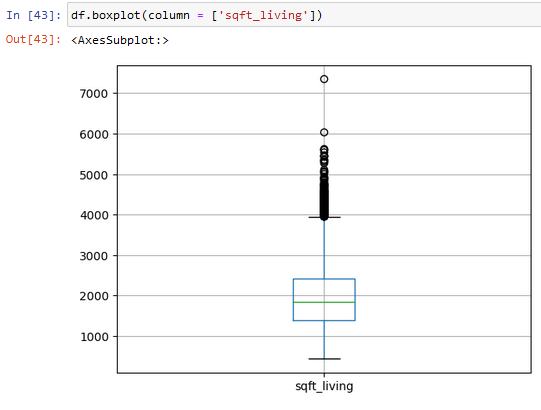 In [43]: df.boxplot(column = ['sqft_living'])
Out[43]: <AxesSubplot:>
7000
6000
5000
4000
3000
2000
1000
sqft_living